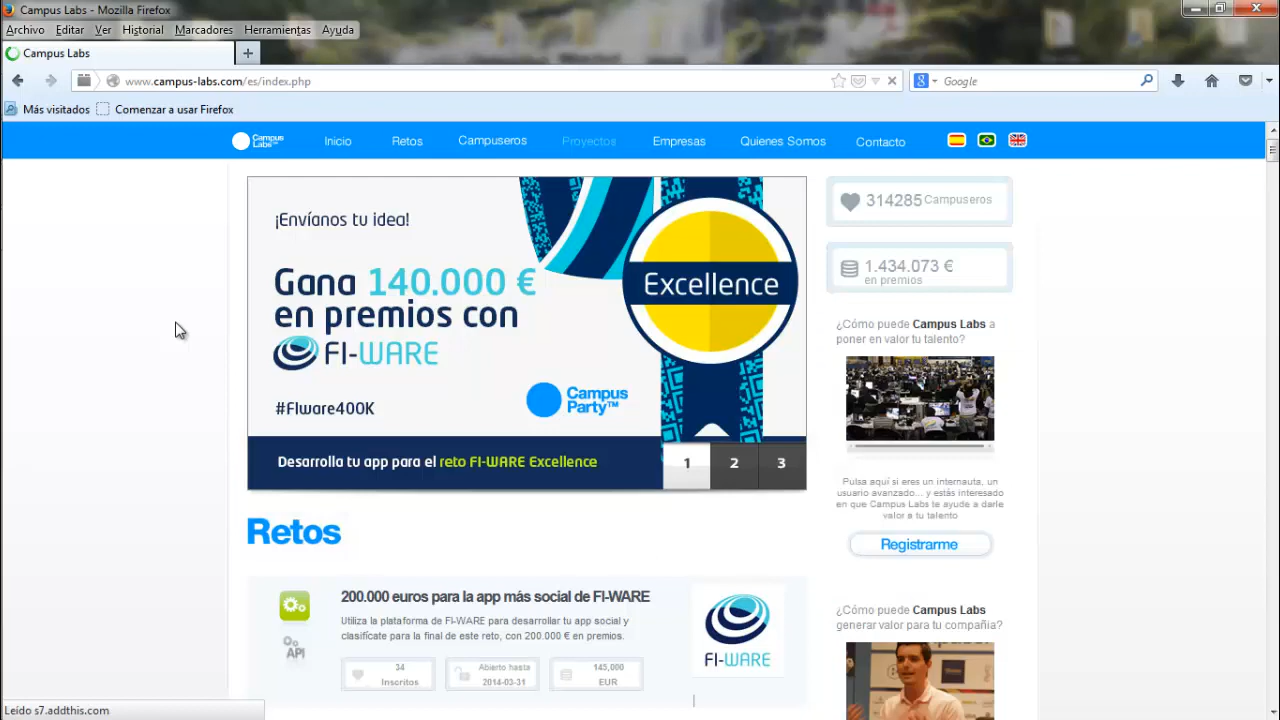 Campus Labs - Mozilla Firefox
Archivo Editar Ver Historial Marcadores Herramientas Ayuda
Campus Labs
www.campus-labs.com/es/index.php
Google
Más visitados Comenzar a usar Firefox
Campus Labs™ Inicio Retos Campuseros Proyectos Empresas Quienes Somos Contacto
¡Envíanos tu idea!
Gana 140.000 €
en premios con
FI-WARE
#FIware400K
Campus
Party™
Excellence
Desarrolla tu app para el reto FI-WARE Excellence
1 2 3
314285 Campuseros
1.434.073 €
en premios
¿Cómo puede Campus Labs a
poner en valor tu talento?
Pulsa aquí si eres un internauta, un
usuario avanzado... y estás interesado
en que Campus Labs te ayude a darle
valor a tu talento
Registrarme
¿Cómo puede Campus Labs
generar valor para tu compañia?
Retos
200.000 euros para la app más social de FI-WARE
Utiliza la plataforma de FI-WARE para desarrollar tu app social y
clasifícate para la final de este reto, con 200.000 € en premios.
API
34
Inscritos
Abierto hasta
2014-03-31
145,000
EUR
FI-WARE
Leído s7.addthis.com